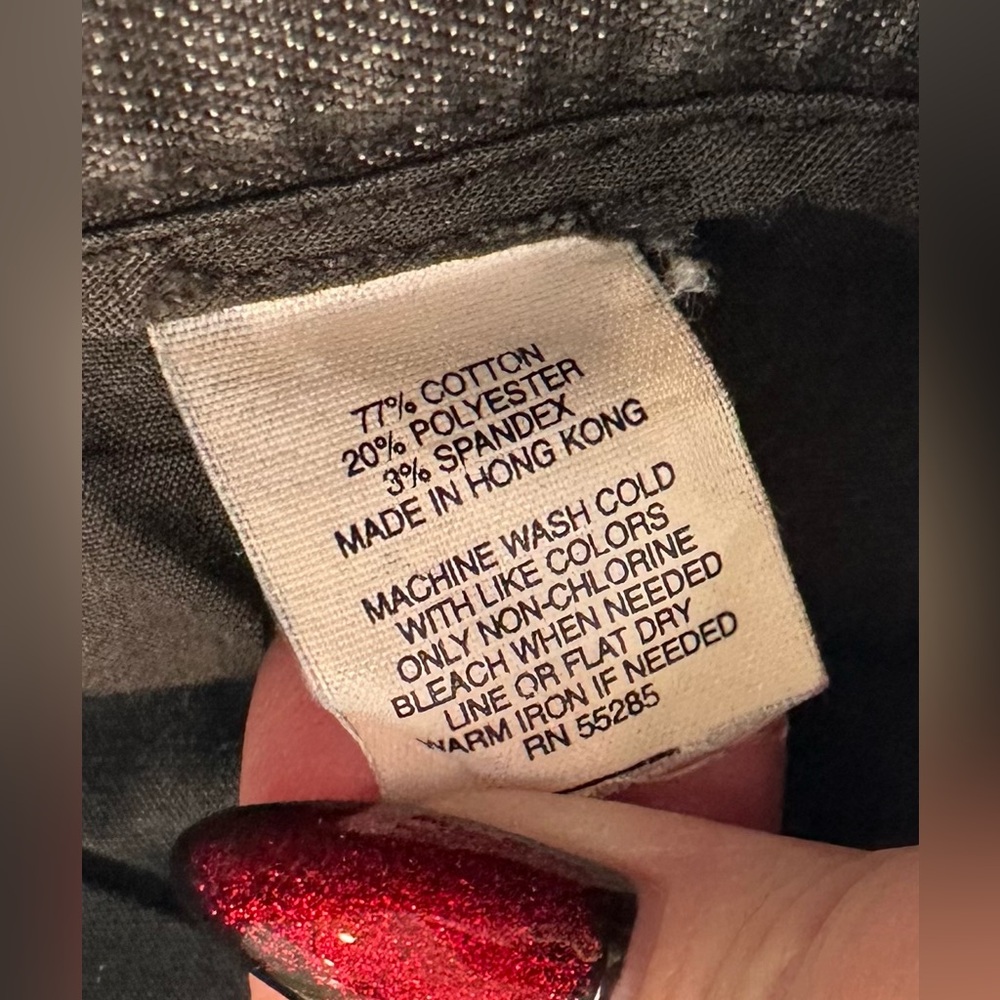 77% COTTON
20% POLYESTER
3% SPANDEX
MADE IN HONG KONG
MACHINE WASH COLD
WITH LIKE COLORS
ONLY NON-CHLORINE
BLEACH WHEN NEEDED
LINE OR FLAT DRY
WARM IRON IF NEEDED
RN 55285